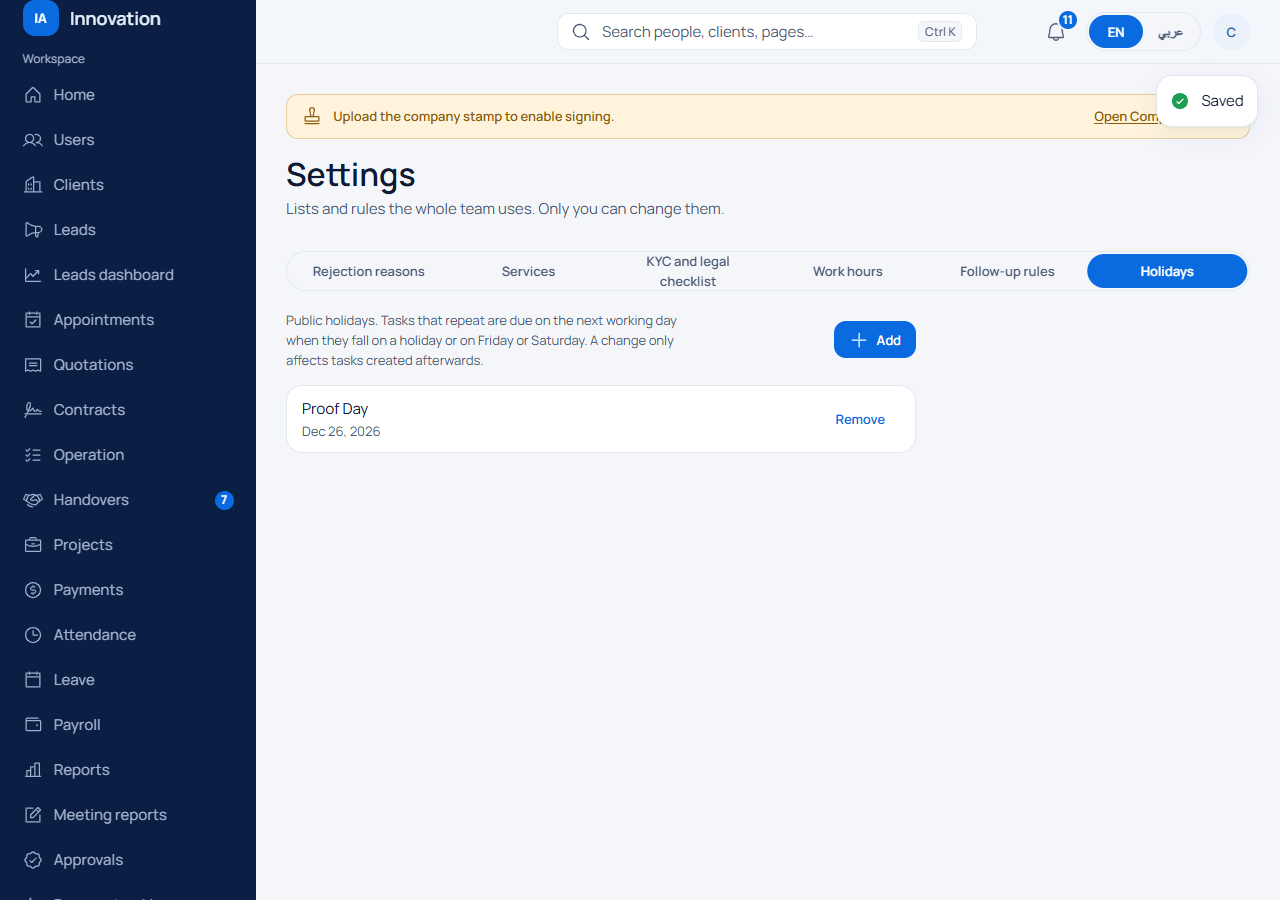 IA Innovation
Search people, clients, pages... Ctrl K
11
EN عربي
C
Workspace
Home
Users
Clients
Leads
Leads dashboard
Appointments
Quotations
Contracts
Operation
Handovers 7
Projects
Payments
Attendance
Leave
Payroll
Reports
Meeting reports
Approvals
Saved
Upload the company stamp to enable signing.
Settings
Lists and rules the whole team uses. Only you can change them.
Rejection reasons
Services
KYC and legal
checklist
Work hours
Follow-up rules
Holidays
Public holidays. Tasks that repeat are due on the next working day
when they fall on a holiday or on Friday or Saturday. A change only
affects tasks created afterwards.
Add
Proof Day
Dec 26, 2026
Remove
Open